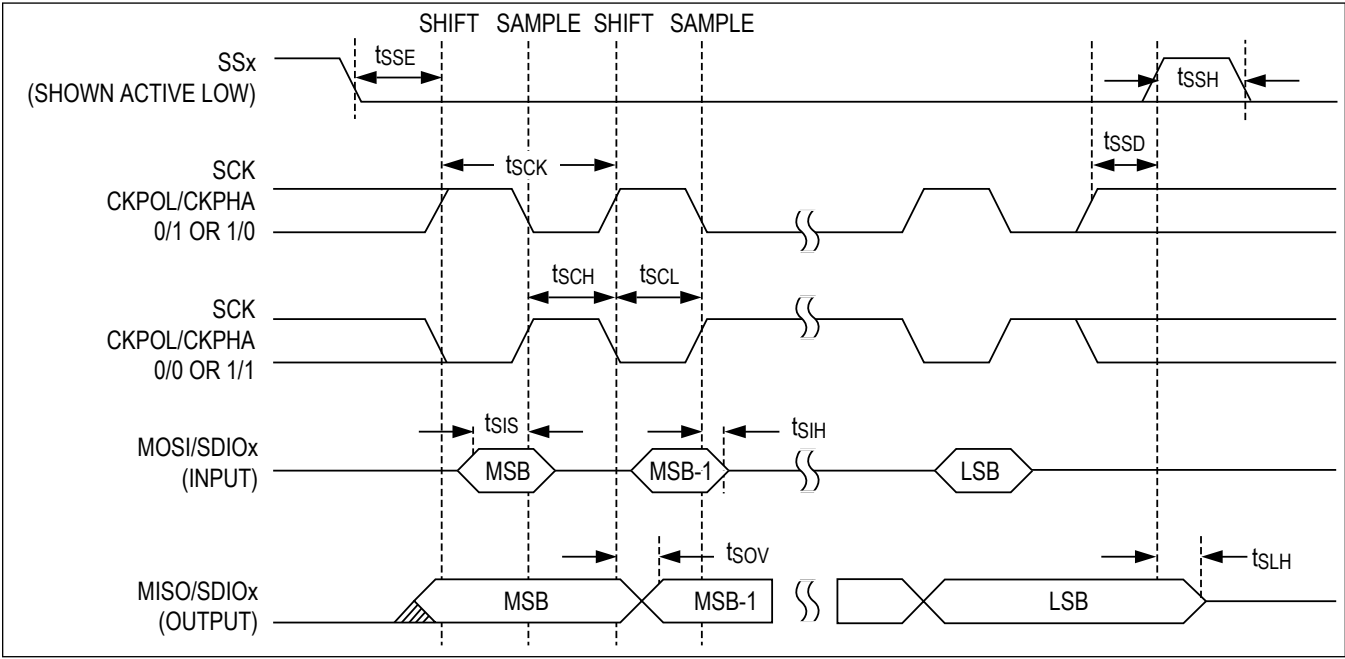 SHIFT SAMPLE SHIFT SAMPLE
SSx
(SHOWN ACTIVE LOW)
tSSE
tSSH
tSSD
SCK
CKPOL/CKPHA
0/1 OR 1/0
tSCK
tSCH
tSCL
SCK
CKPOL/CKPHA
0/0 OR 1/1
MOSI/SDIOx
(INPUT)
tSIS
tSIH
MSB
MSB-1
LSB
MISO/SDIOx
(OUTPUT)
tSOV
tSLH
MSB
MSB-1
LSB